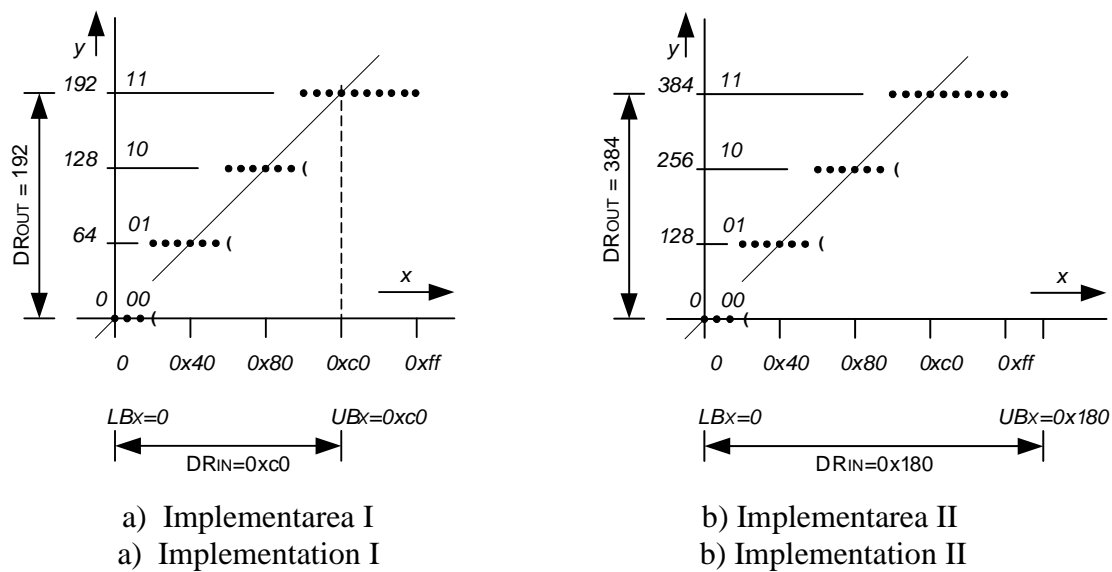 y
192 11
DROUT = 192
128 10
64 01
x
0 00
0 0x40 0x80 0xc0 0xff
LBX=0 UBX=0xc0
DRIN=0xc0
a) Implementarea I
a) Implementation I
y
384 11
DROUT = 384
256 10
128 01
x
0 00
0 0x40 0x80 0xc0 0xff
LBX=0 UBX=0x180
DRIN=0x180
b) Implementarea II
b) Implementation II